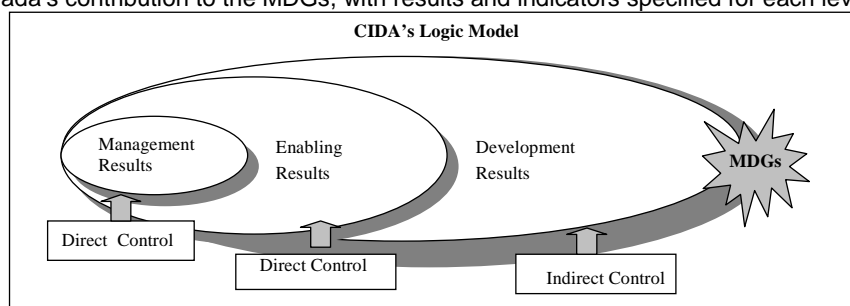 ada's contribution to the MDGs, with results and indicators specified for each
CIDA's Logic Model
Management
Results
Enabling
Results
Development
Results
MDGs
Direct Control
Direct Control
Indirect Control